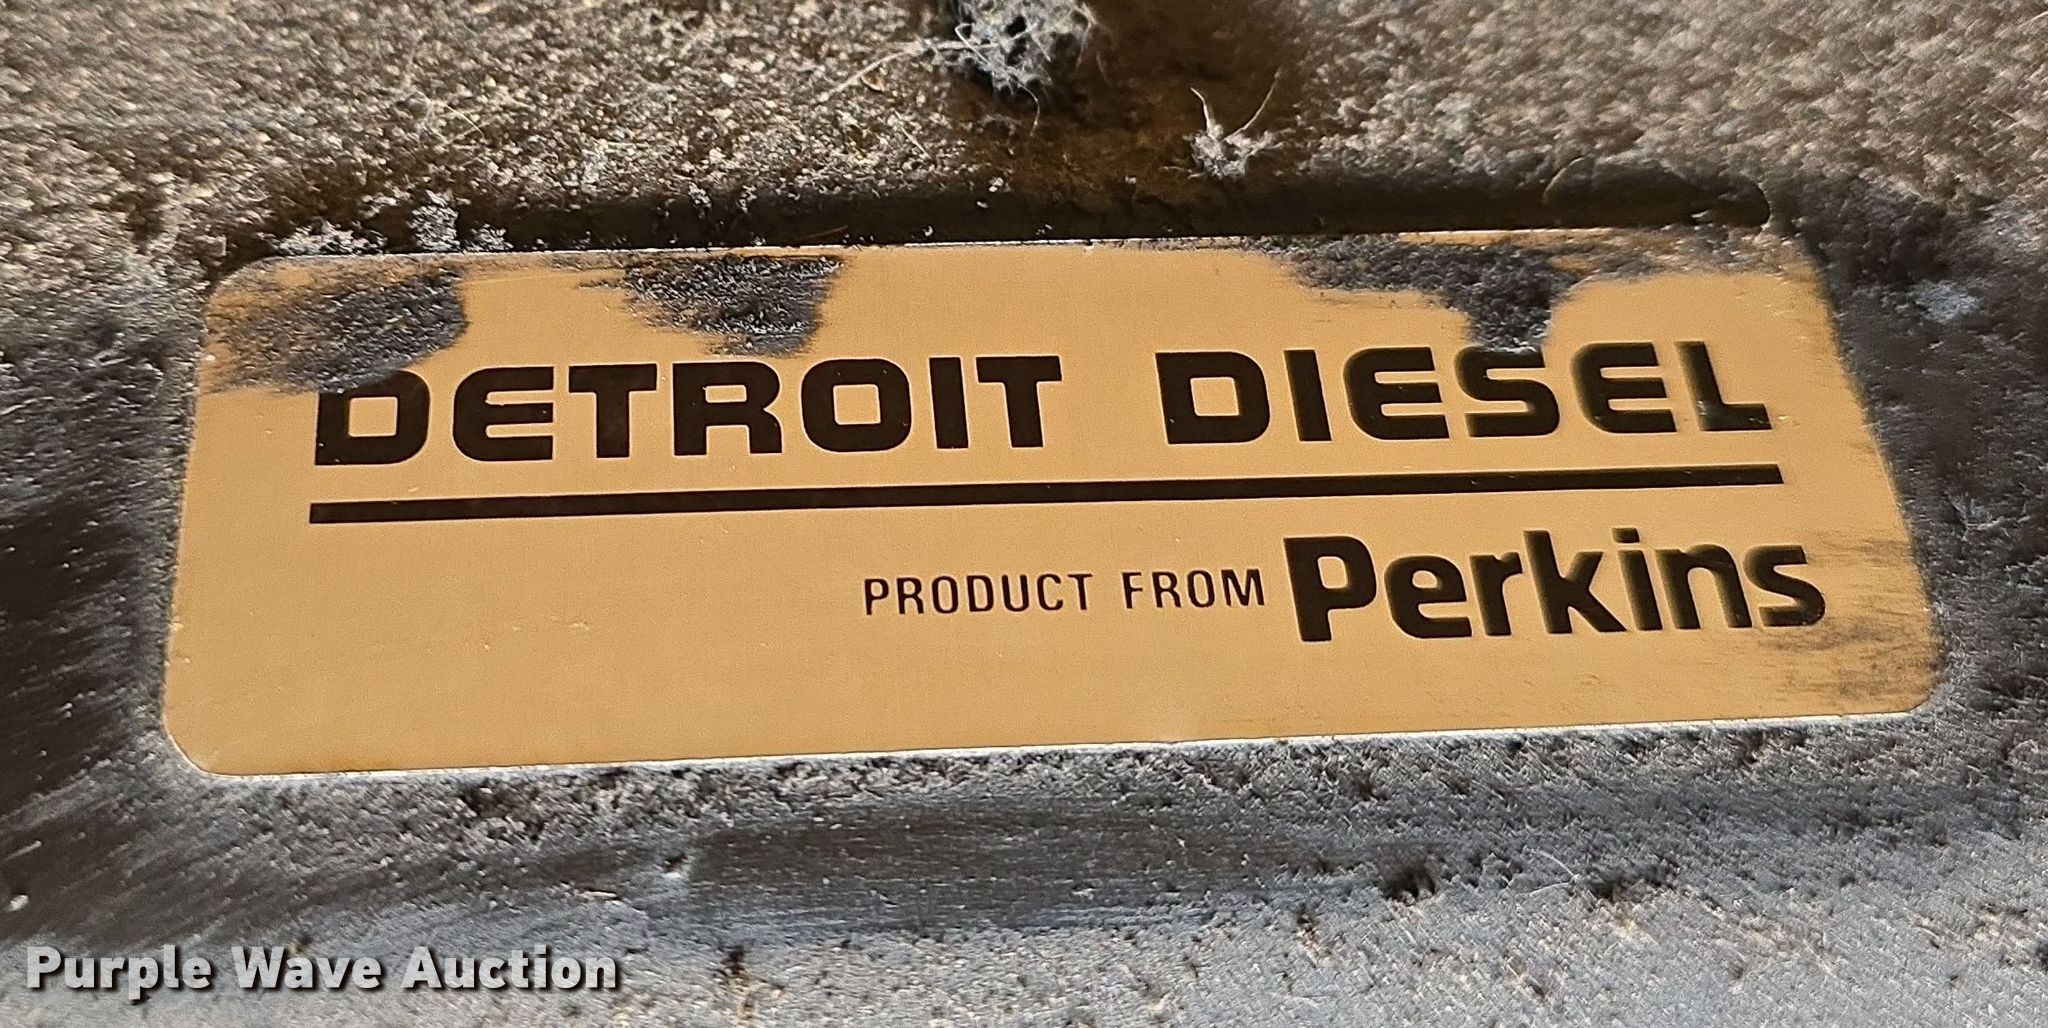 DETROIT DIESEL
PRODUCT FROM Perkins
Purple Wave Auction